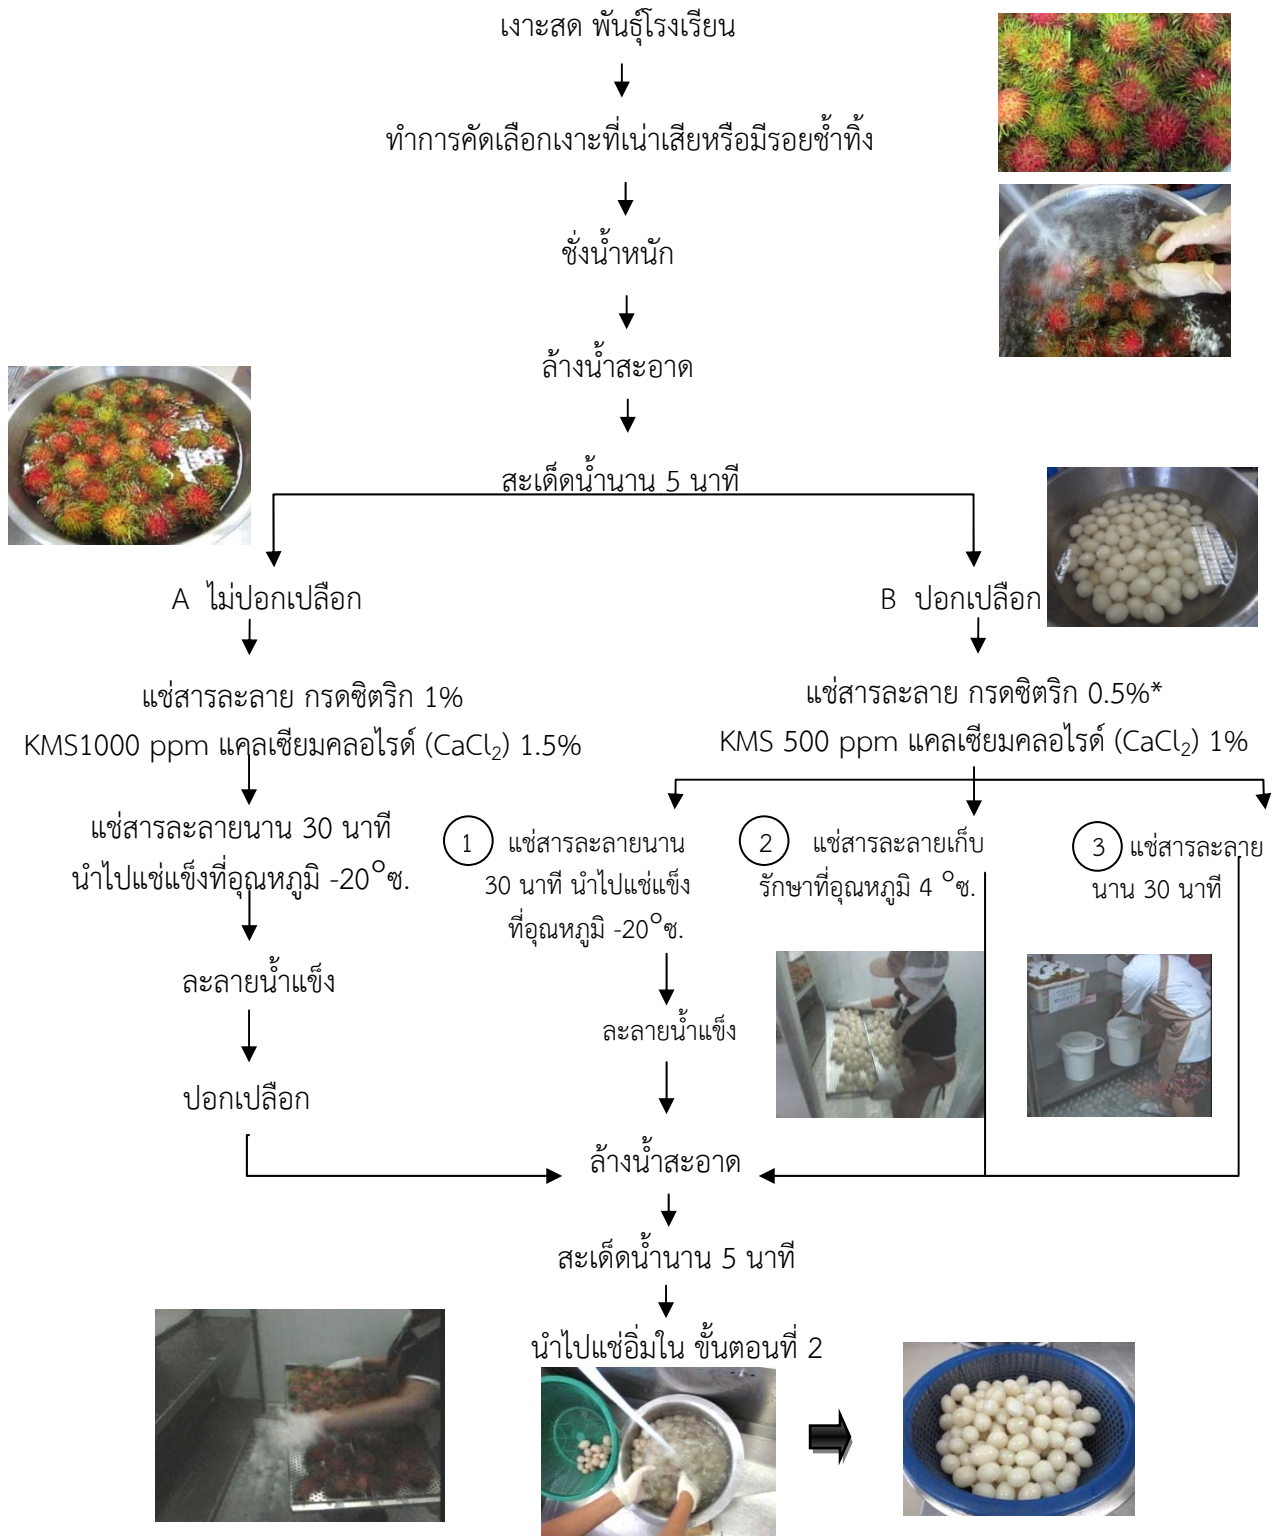 เงาะสด พันธุ์โรงเรียน
ทำการคัดเลือกเงาะที่เน่าเสียหรือมีรอยช้ำทิ้ง
ชั่งน้ำหนัก
ล้างน้ำสะอาด
สะเด็ดน้ำนาน 5 นาที
A ไม่ปอกเปลือก
แช่สารละลาย กรดซิตริก 1%
KMS1000 ppm แคลเซียมคลอไรด์ (CaCl₂) 1.5%
แช่สารละลายนาน 30 นาที
นำไปแช่แข็งที่อุณหภูมิ -20°ซ.
ละลายน้ำแข็ง
ปอกเปลือก
B ปอกเปลือก
แช่สารละลาย กรดซิตริก 0.5%*
KMS 500 ppm แคลเซียมคลอไรด์ (CaCl₂) 1%
1 แช่สารละลายนาน
30 นาที นำไปแช่แข็ง
ที่อุณหภูมิ -20°ซ.
ละลายน้ำแข็ง
2 แช่สารละลายเก็บ
รักษาที่อุณหภูมิ 4 °ซ.
3 แช่สารละลาย
นาน 30 นาที
ล้างน้ำสะอาด
สะเด็ดน้ำนาน 5 นาที
นำไปแช่อิ่มใน ขั้นตอนที่ 2